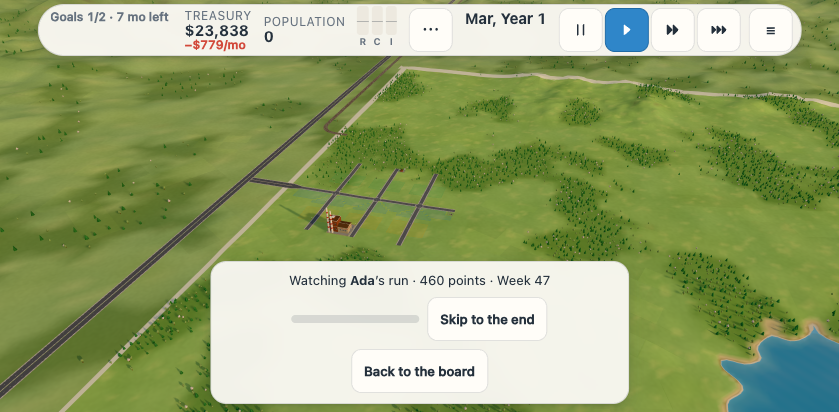 Goals 1/2 · 7 mo left
TREASURY
$23,838
−$779/mo
POPULATION
0
R C I
Mar, Year 1
Watching Ada's run · 460 points · Week 47
Skip to the end
Back to the board